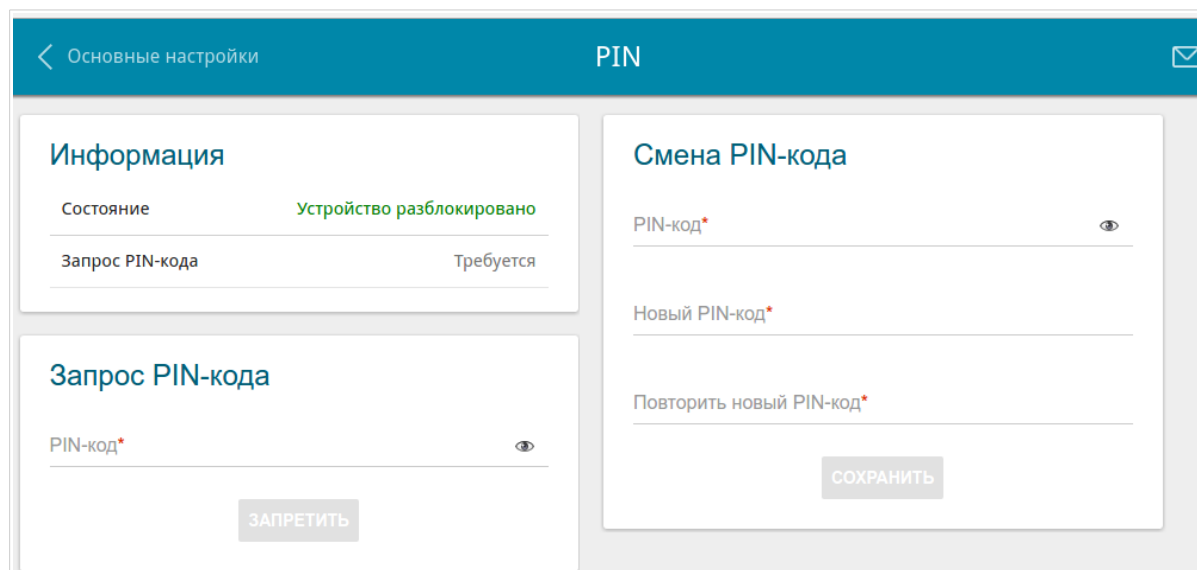 Основные настройки
PIN
Информация
Состояние Устройство разблокировано
Запрос PIN-кода Требуется
Запрос PIN-кода
PIN-код*
ЗАПРЕТИТЬ
Смена PIN-кода
PIN-код*
Новый PIN-код*
Повторить новый PIN-код*
СОХРАНИТЬ